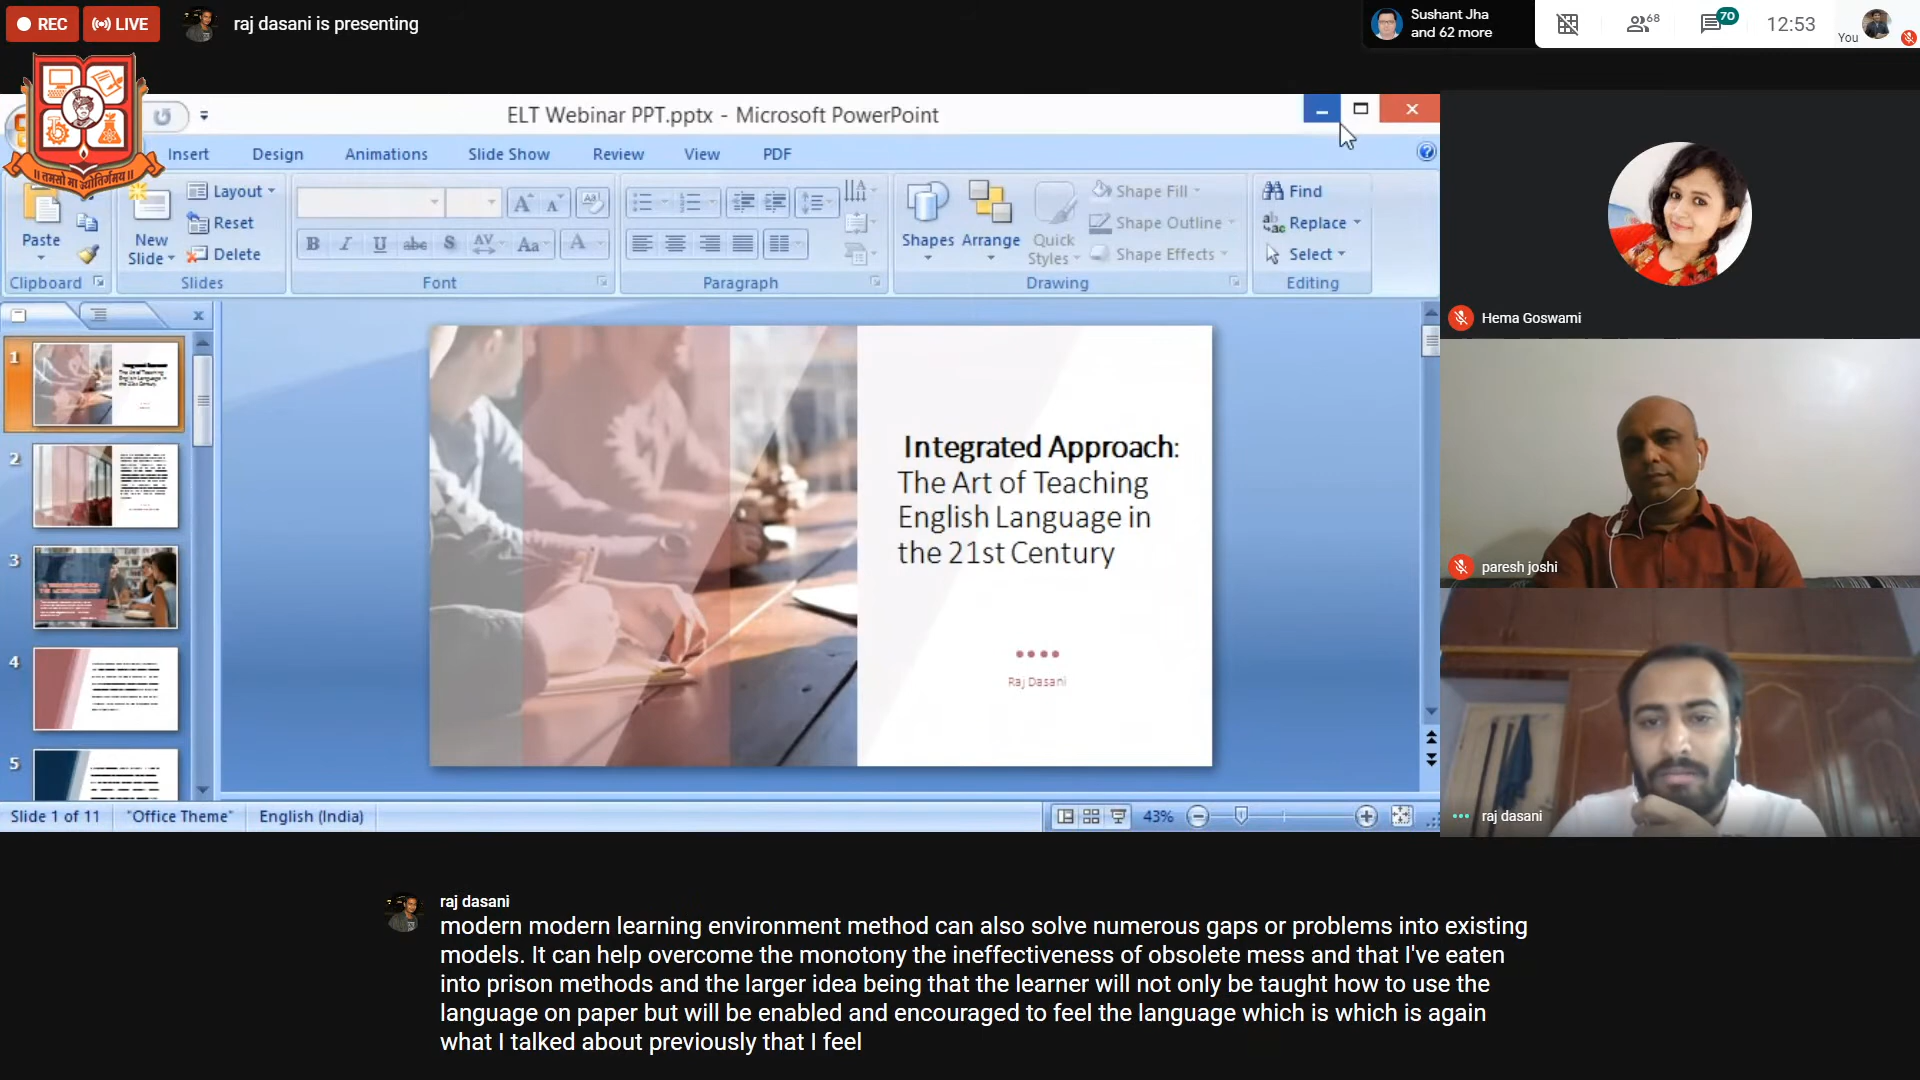 REC
LIVE
raj dasani is presenting
Sushant Jha
and 62 more
68
70
12:53
You
॥ तमसो मा ज्योतिर्गमय ॥
ELT Webinar PPT.pptx - Microsoft PowerPoint
Insert
Design
Animations
Slide Show
Review
View
PDF
Paste
New
Slide
Layout
Reset
Delete
Shapes
Arrange
Quick
Styles
Shape Fill
Shape Outline
Shape Effects
Find
Replace
Select
Clipboard
Slides
Font
Paragraph
Drawing
Editing
1
2
3
4
5
Integrated Approach:
The Art of Teaching
English Language in
the 21st Century
Raj Dasani
Slide 1 of 11
"Office Theme"
English (India)
43%
Hema Goswami
paresh joshi
raj dasani
raj dasani
modern modern learning environment method can also solve numerous gaps or problems into existing
models. It can help overcome the monotony the ineffectiveness of obsolete mess and that I've eaten
into prison methods and the larger idea being that the learner will not only be taught how to use the
language on paper but will be enabled and encouraged to feel the language which is which is again
what I talked about previously that I feel